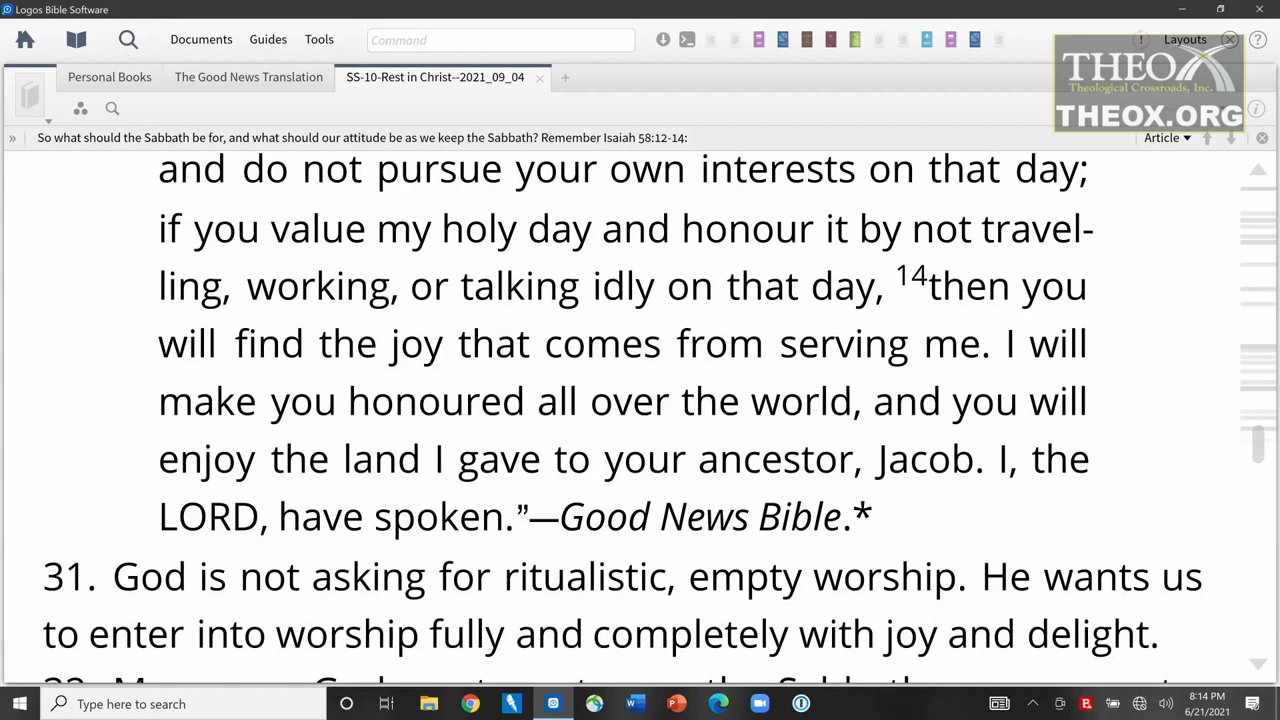 Logos Bible Software
Documents Guides Tools Command Layouts
THEOX
Theological Crossroads, Inc.
THEOX.ORG
Personal Books The Good News Translation SS-10-Rest in Christ--2021_09_04
So what should the Sabbath be for, and what should our attitude be as we keep the Sabbath? Remember Isaiah 58:12-14: Article
and do not pursue your own interests on that day;
if you value my holy day and honour it by not travel-
ling, working, or talking idly on that day, 14then you
will find the joy that comes from serving me. I will
make you honoured all over the world, and you will
enjoy the land I gave to your ancestor, Jacob. I, the
LORD, have spoken.”—Good News Bible.*
31. God is not asking for ritualistic, empty worship. He wants us
to enter into worship fully and completely with joy and delight.
Type here to search
8:14 PM
6/21/2021